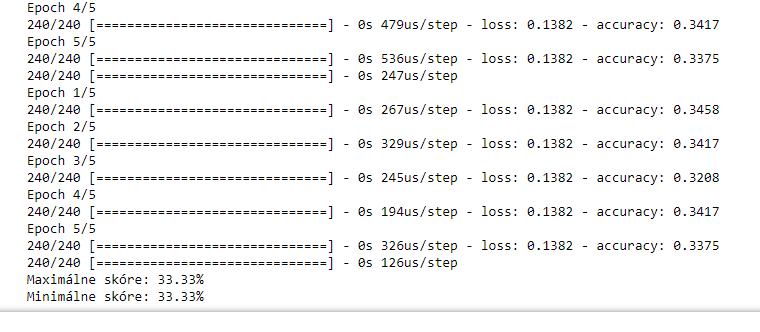 Epoch 4/5
240/240 [==============================] - 0s 479us/step - loss: 0.1382 - accuracy: 0.3417
Epoch 5/5
240/240 [==============================] - 0s 536us/step - loss: 0.1382 - accuracy: 0.3375
240/240 [==============================] - 0s 247us/step
Epoch 1/5
240/240 [==============================] - 0s 267us/step - loss: 0.1382 - accuracy: 0.3458
Epoch 2/5
240/240 [==============================] - 0s 329us/step - loss: 0.1382 - accuracy: 0.3417
Epoch 3/5
240/240 [==============================] - 0s 245us/step - loss: 0.1382 - accuracy: 0.3208
Epoch 4/5
240/240 [==============================] - 0s 194us/step - loss: 0.1382 - accuracy: 0.3417
Epoch 5/5
240/240 [==============================] - 0s 326us/step - loss: 0.1382 - accuracy: 0.3375
240/240 [==============================] - 0s 126us/step
Maximálne skóre: 33.33%
Minimálne skóre: 33.33%